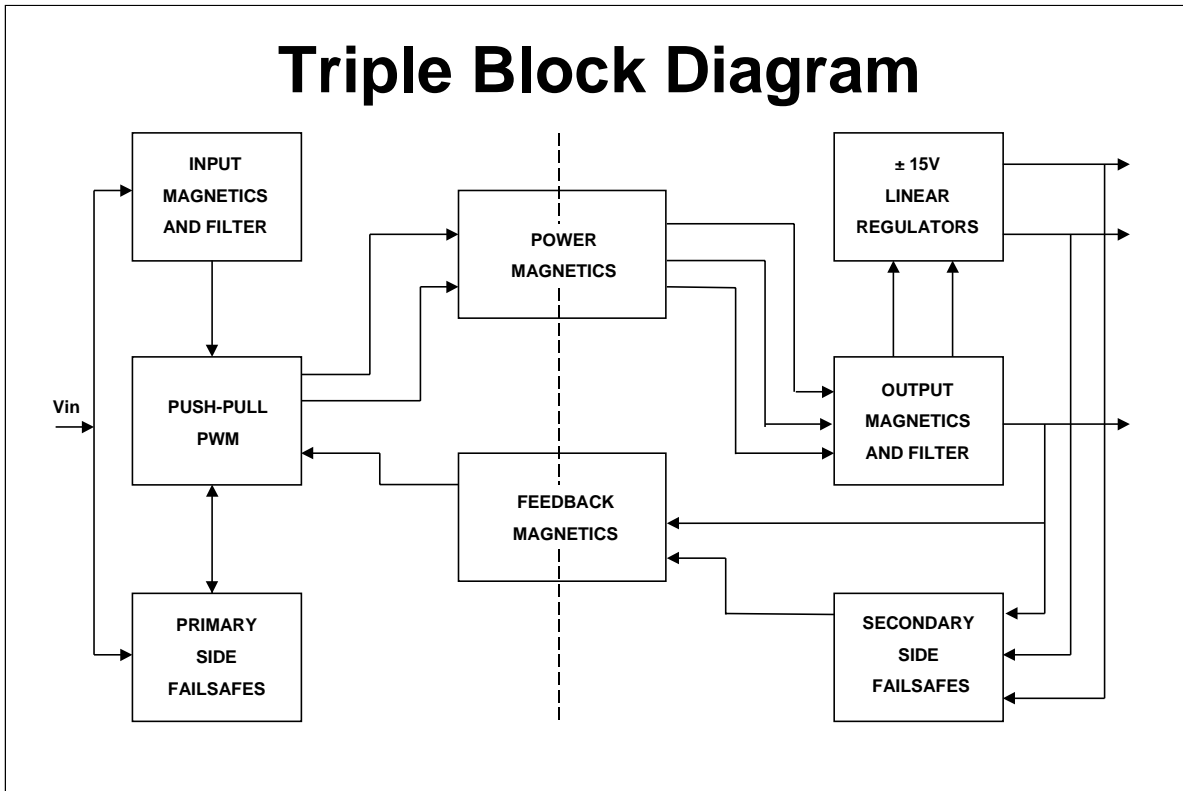 Triple Block Diagram
INPUT
MAGNETICS
AND FILTER
± 15V
LINEAR
REGULATORS
POWER
MAGNETICS
Vin
PUSH-PULL
PWM
OUTPUT
MAGNETICS
AND FILTER
FEEDBACK
MAGNETICS
PRIMARY
SIDE
FAILSAFES
SECONDARY
SIDE
FAILSAFES